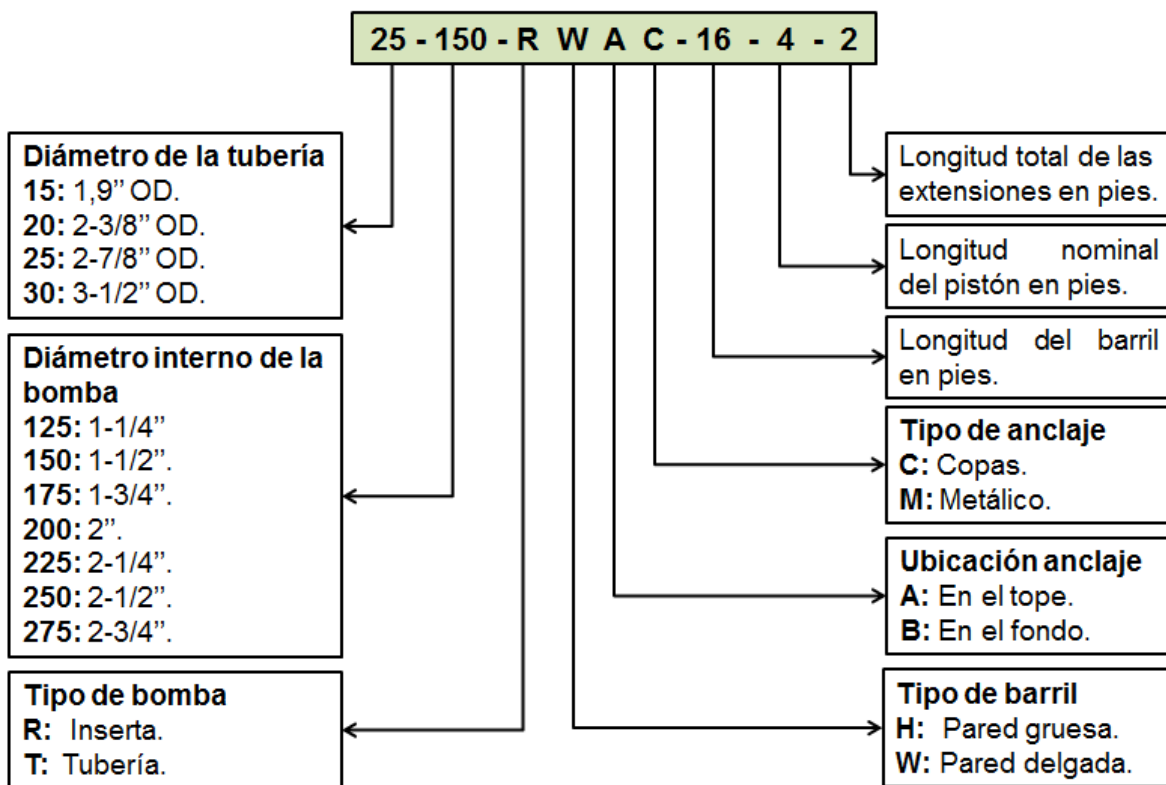 25 - 150 - R W A C - 16 - 4 - 2
Diámetro de la tubería
15: 1,9’’ OD.
20: 2-3/8’’ OD.
25: 2-7/8’’ OD.
30: 3-1/2’’ OD.
Diámetro interno de la
bomba
125: 1-1/4’’
150: 1-1/2’’.
175: 1-3/4’’.
200: 2’’.
225: 2-1/4’’.
250: 2-1/2’’.
275: 2-3/4’’.
Tipo de bomba
R: Inserta.
T: Tubería.
Longitud total de las
extensiones en pies.
Longitud nominal
del pistón en pies.
Longitud del barril
en pies.
Tipo de anclaje
C: Copas.
M: Metálico.
Ubicación anclaje
A: En el tope.
B: En el fondo.
Tipo de barril
H: Pared gruesa.
W: Pared delgada.